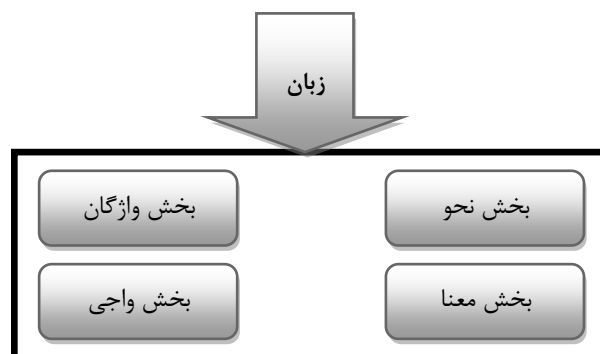 زبان
بخش نحو
بخش واژگان
بخش معنا
بخش واجی